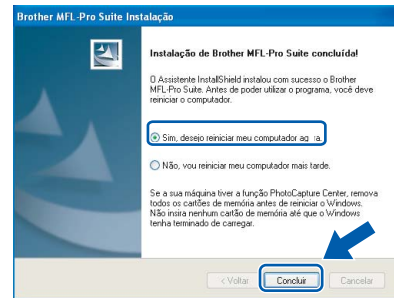 Brother MFL-Pro Suite Instalação
Instalação de Brother MFL-Pro Suite concluída!
O Assistente InstallShield instalou com sucesso o Brother
MFL-Pro Suite. Antes de poder utilizar o programa, você deve
reiniciar o computador.
Sim, desejo reiniciar meu computador ag ra.
Não, vou reiniciar meu computador mais tarde.
Se a sua máquina tiver a função PhotoCapture Center, remova
todos os cartões de memória antes de reiniciar o Windows.
Não insira nenhum cartão de memória até que o Windows
tenha terminado de carregar.
< Voltar Concluir Cancelar